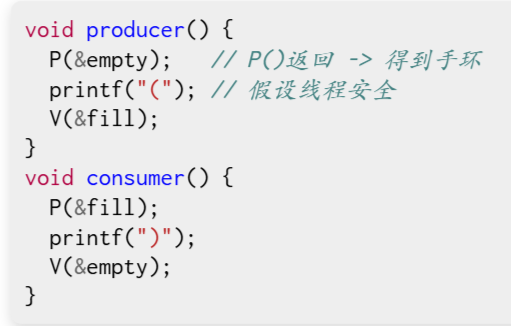 void producer() {
  P(&empty);   // P()返回 -> 得到手环
  printf("("); // 假设线程安全
  V(&fill);
}
void consumer() {
  P(&fill);
  printf(")");
  V(&empty);
}